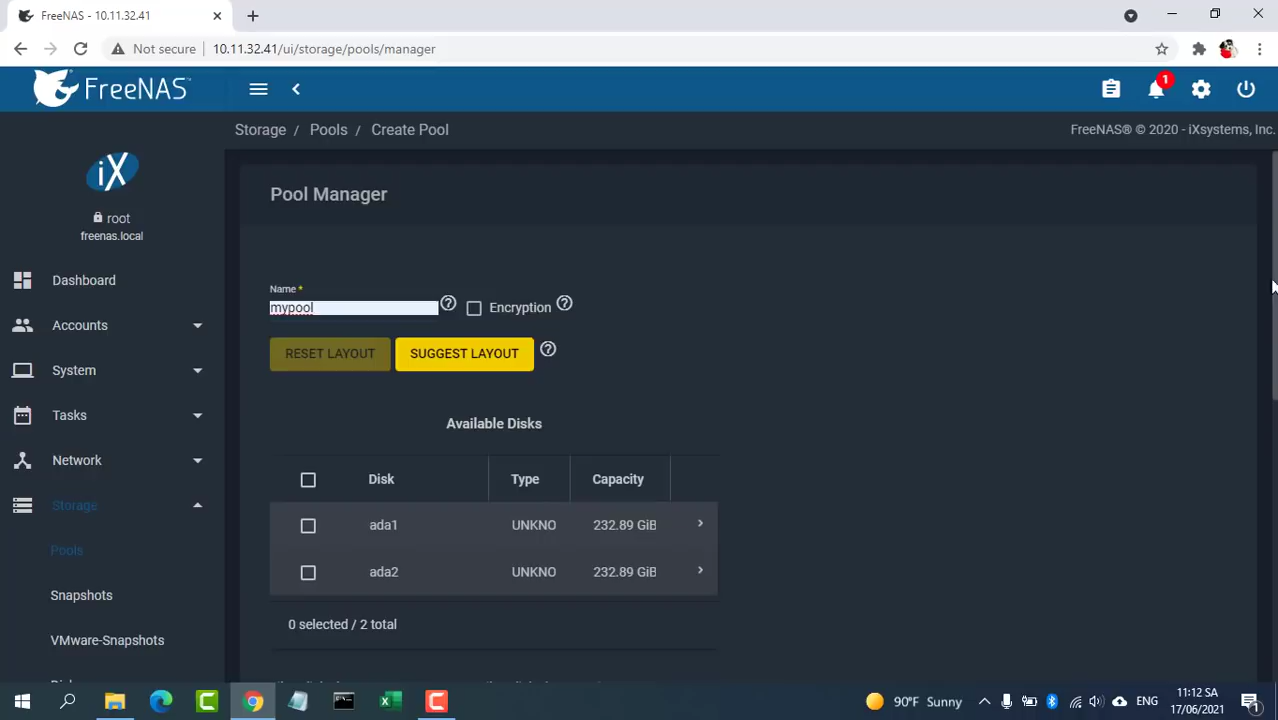 FreeNAS - 10.11.32.41
Not secure
10.11.32.41/ui/storage/pools/manager
FreeNAS
1
Storage / Pools / Create Pool
FreeNAS® © 2020 - iXsystems, Inc.
iX
root
freenas.local
Dashboard
Accounts
System
Tasks
Network
Storage
Pools
Snapshots
VMware-Snapshots
Pool Manager
Name *
mypool
Encryption
RESET LAYOUT
SUGGEST LAYOUT
Available Disks
Disk Type Capacity
ada1 UNKNO 232.89 GiB
ada2 UNKNO 232.89 GiB
0 selected / 2 total
90°F Sunny
ENG
11:12 SA
17/06/2021
1